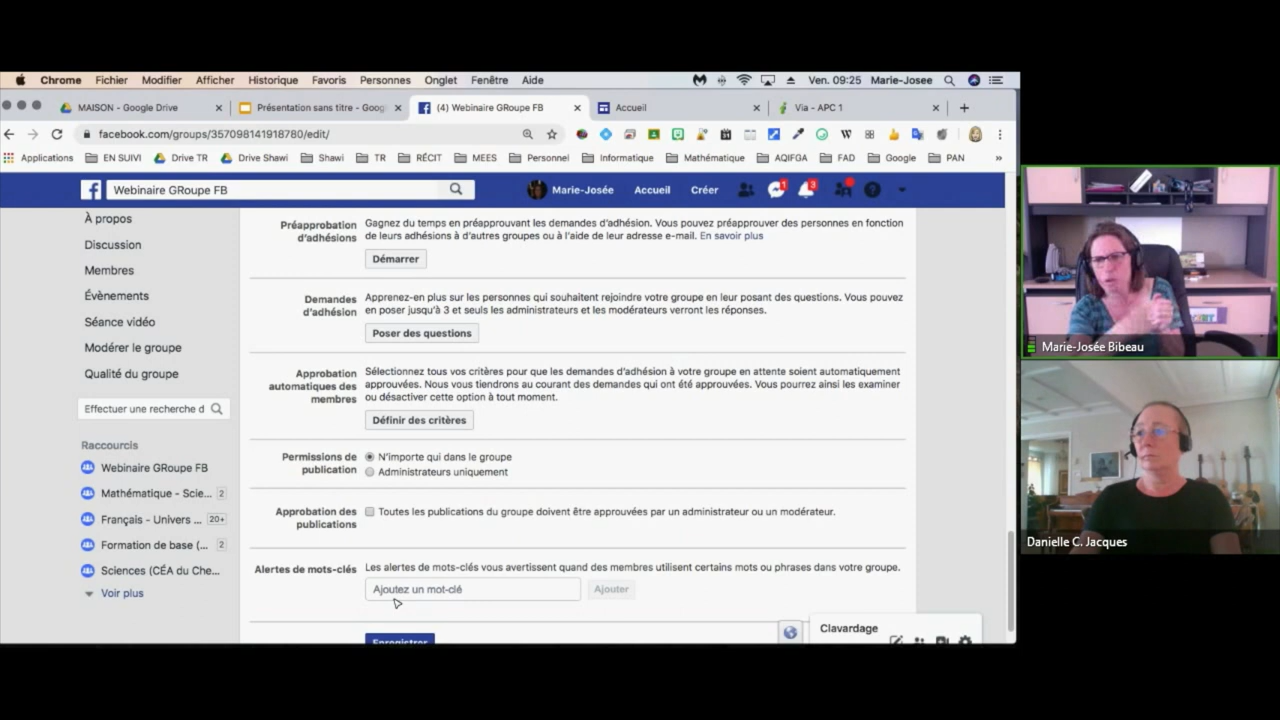 Chrome Fichier Modifier Afficher Historique Favoris Personnes Onglet Fenêtre Aide Ven. 09:25 Marie-Josee
MAISON - Google Drive Présentation sans titre - Goog (4) Webinaire GRoupe FB Accueil Via - APC 1
facebook.com/groups/357098141918780/edit/
Applications EN SUIVI Drive TR Drive Shawi Shawi TR RÉCIT MEES Personnel Informatique Mathématique AQIFGA FAD Google PAN »
Webinaire GRoupe FB Marie-Josée Accueil Créer 1 3
À propos
Discussion
Membres
Évènements
Séance vidéo
Modérer le groupe
Qualité du groupe
Effectuer une recherche d
Raccourcis
Webinaire GRoupe FB
Mathématique - Scie... 2
Français - Univers ... 20+
Formation de base (... 2
Sciences (CÉA du Che...
Voir plus
Préapprobation
d'adhésions
Gagnez du temps en préapprouvant les demandes d'adhésion. Vous pouvez préapprouver des personnes en fonction
de leurs adhésions à d'autres groupes ou à l'aide de leur adresse e-mail. En savoir plus
Démarrer
Demandes
d'adhésion
Apprenez-en plus sur les personnes qui souhaitent rejoindre votre groupe en leur posant des questions. Vous pouvez
en poser jusqu'à 3 et seuls les administrateurs et les modérateurs verront les réponses.
Poser des questions
Approbation
automatiques des
membres
Sélectionnez tous vos critères pour que les demandes d'adhésion à votre groupe en attente soient automatiquement
approuvées. Nous vous tiendrons au courant des demandes qui ont été approuvées. Vous pourrez ainsi les examiner
ou désactiver cette option à tout moment.
Définir des critères
Permissions de
publication
N'importe qui dans le groupe
Administrateurs uniquement
Approbation des
publications
Toutes les publications du groupe doivent être approuvées par un administrateur ou un modérateur.
Alertes de mots-clés
Les alertes de mots-clés vous avertissent quand des membres utilisent certains mots ou phrases dans votre groupe.
Ajoutez un mot-clé Ajouter
Enregistrer
Clavardage
Marie-Josée Bibeau
Danielle C. Jacques